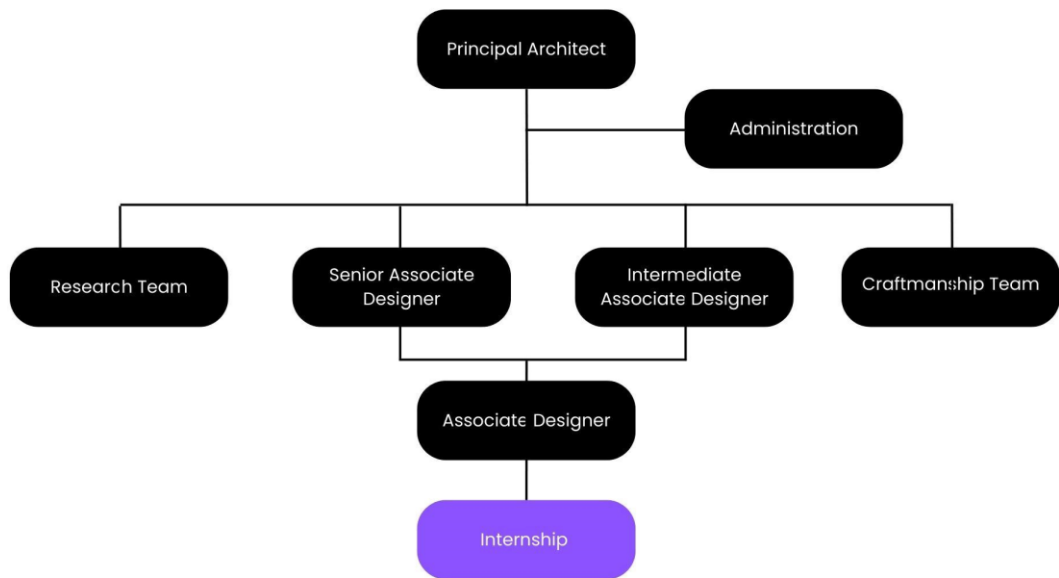 Principal Architect
Administration
Research Team
Senior Associate
Designer
Intermediate
Associate Designer
Craftmanship Team
Associate Designer
Internship